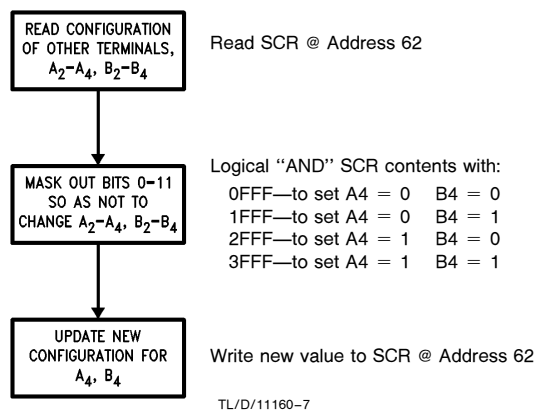 READ CONFIGURATION
OF OTHER TERMINALS,
A2-A4, B2-B4
Read SCR @ Address 62
MASK OUT BITS 0-11
SO AS NOT TO
CHANGE A2-A4, B2-B4
Logical "AND" SCR contents with:
0FFF—to set A4 = 0 B4 = 0
1FFF—to set A4 = 0 B4 = 1
2FFF—to set A4 = 1 B4 = 0
3FFF—to set A4 = 1 B4 = 1
UPDATE NEW
CONFIGURATION FOR
A4, B4
Write new value to SCR @ Address 62
TL/D/11160-7